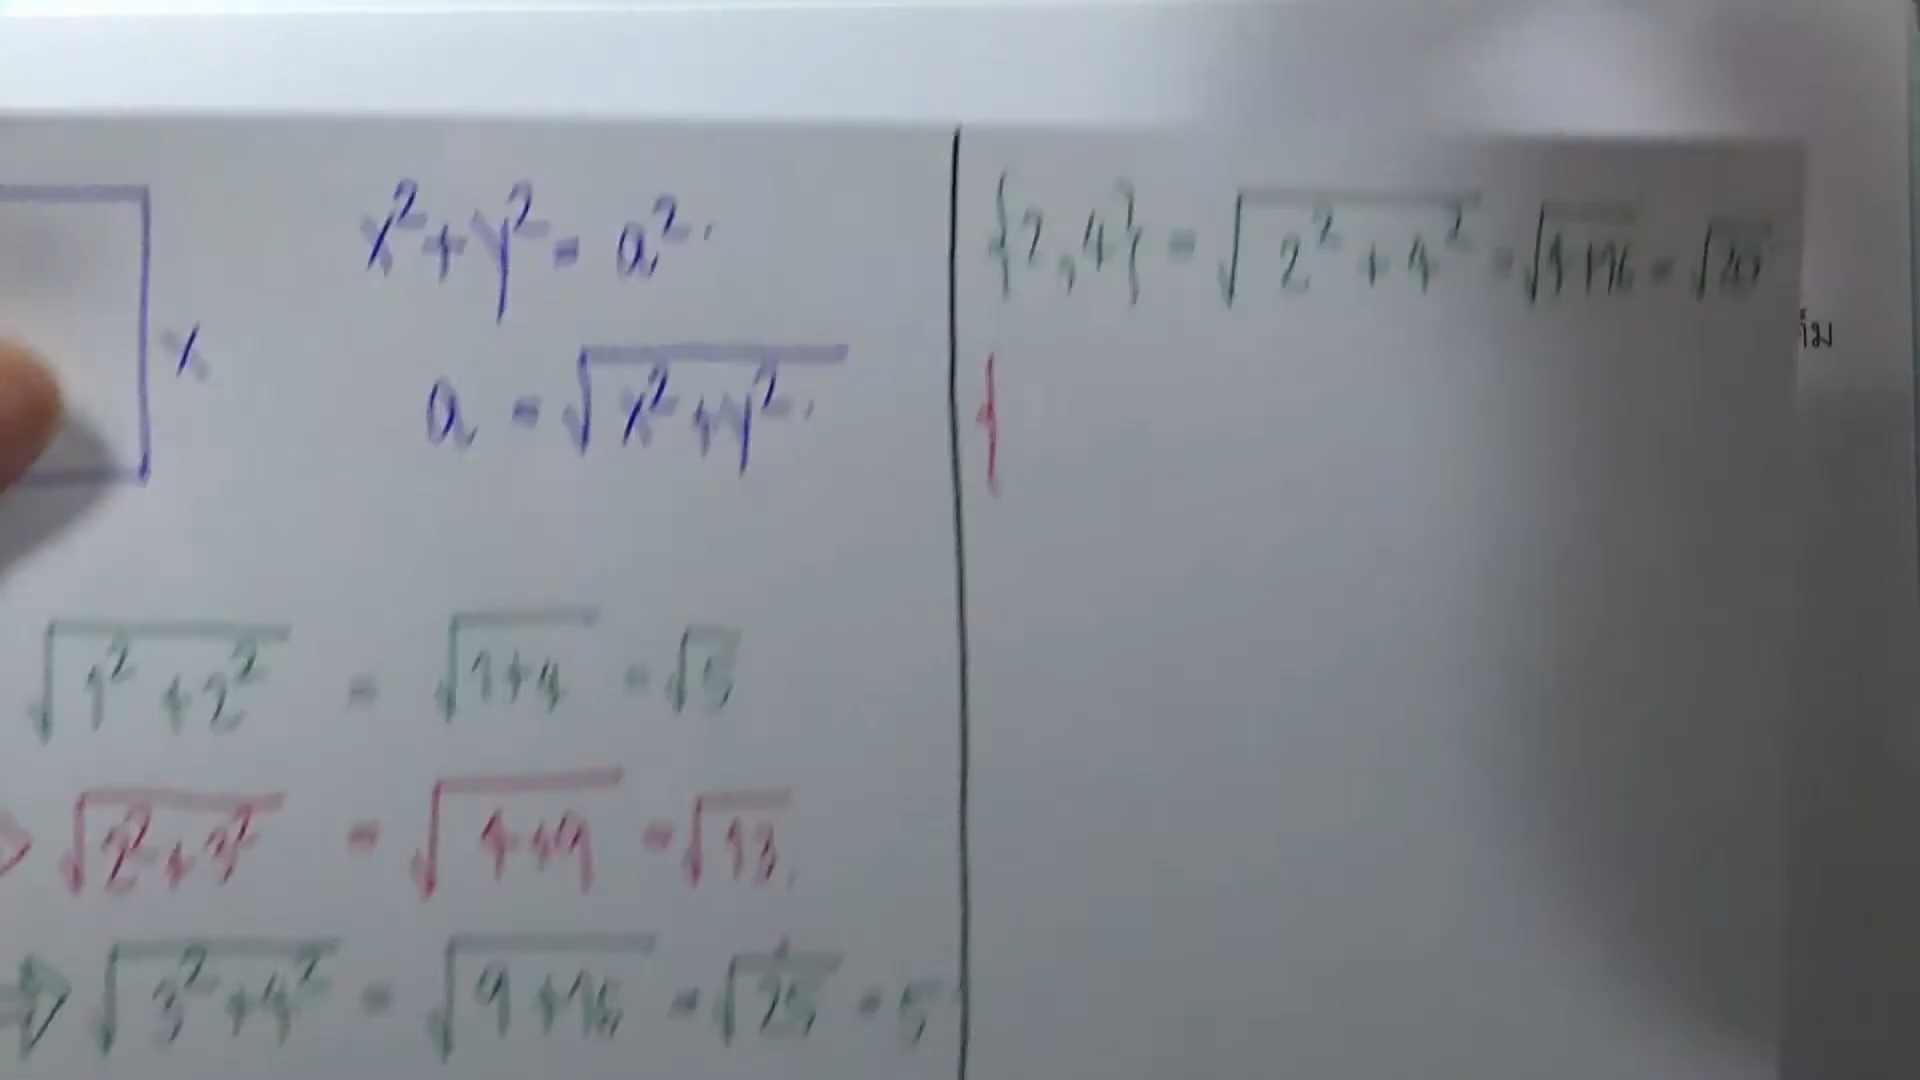 x² + y² = a²
x
a = √(x² + y²)
√(1² + 2²) = √(1+4) = √5
√(2² + 3²) = √(4+9) = √13
⇒ √(3² + 4²) = √(9+16) = √25 = 5
{2,4} = √(2² + 4²) = √(4+16) = √20
{